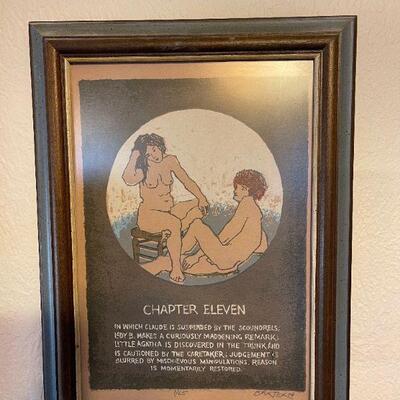 CHAPTER ELEVEN
IN WHICH CLAUDE IS SUSPENDED BY THE SCOUNDRELS;
LADY B. MAKES A CURIOUSLY MADDENING REMARK;
LITTLE AGATHA IS DISCOVERED IN THE TRUNK, AND
IS CAUTIONED BY THE CARETAKER; JUDGEMENT IS
BLURRED BY MISCHIEVOUS MANIPULATIONS. REASON
IS MOMENTARILY RESTORED.